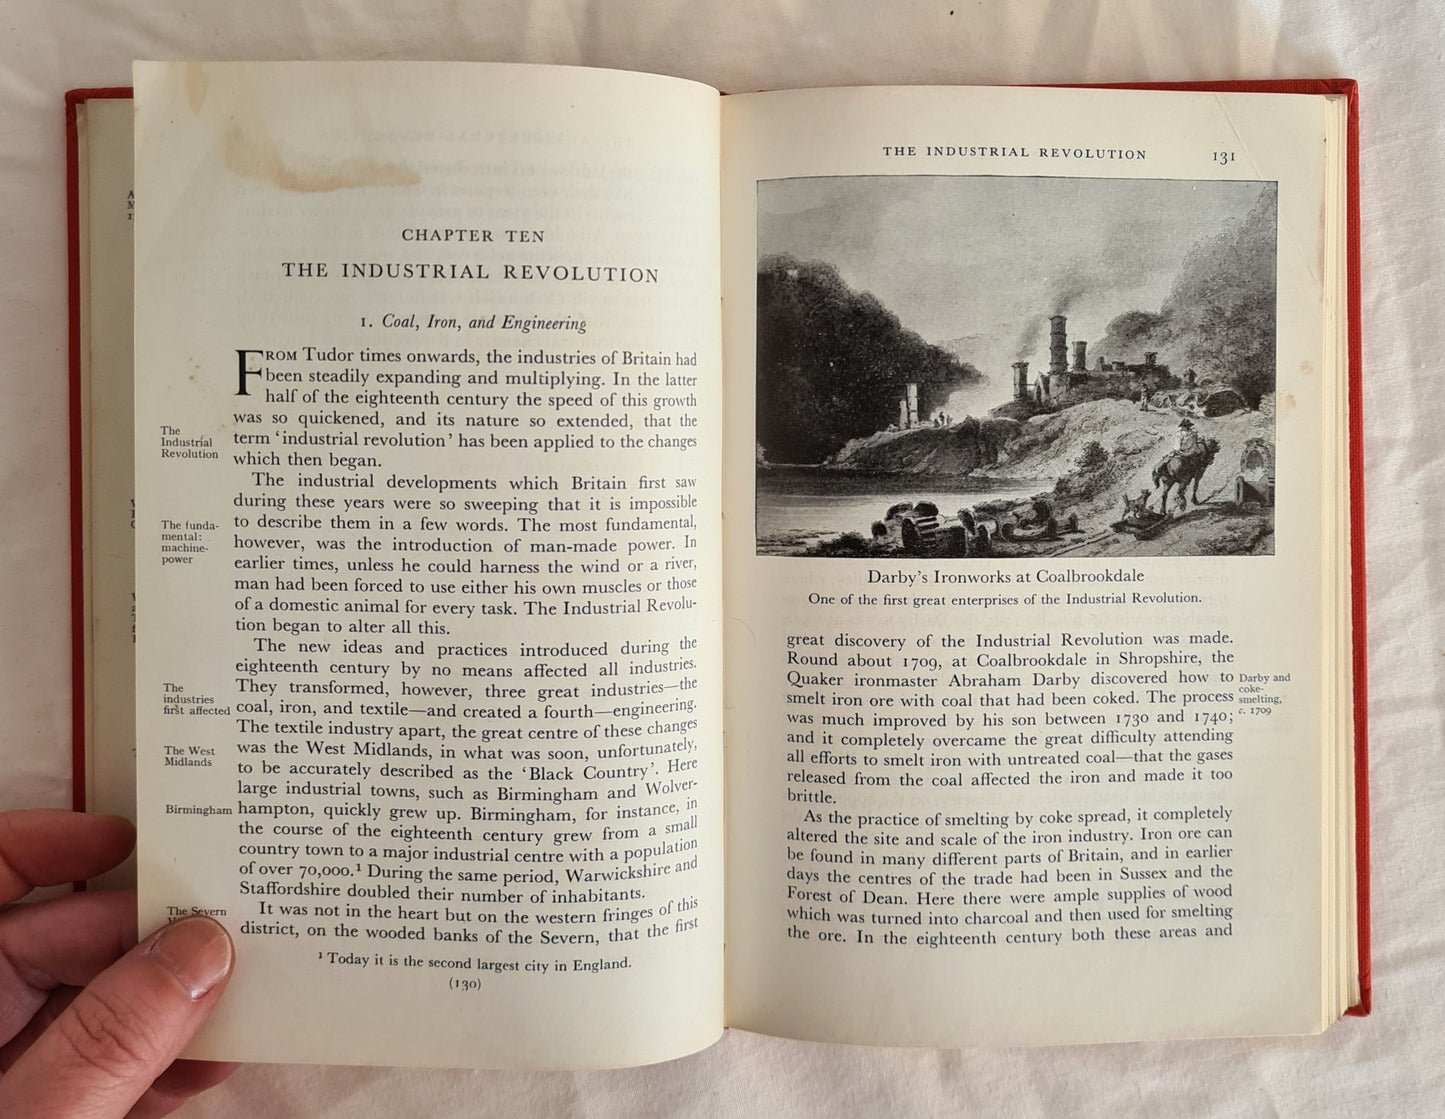 CHAPTER TEN
THE INDUSTRIAL REVOLUTION
1. Coal, Iron, and Engineering
FROM Tudor times onwards, the industries of Britain had
been steadily expanding and multiplying. In the latter
half of the eighteenth century the speed of this growth
was so quickened, and its nature so extended, that the
term ‘industrial revolution’ has been applied to the changes
which then began.
The
Industrial
Revolution
The industrial developments which Britain first saw
during these years were so sweeping that it is impossible
to describe them in a few words. The most fundamental,
however, was the introduction of man-made power. In
earlier times, unless he could harness the wind or a river,
man had been forced to use either his own muscles or those
of a domestic animal for every task. The Industrial Revolu-
tion began to alter all this.
The funda-
mental:
machine-
power
The new ideas and practices introduced during the
eighteenth century by no means affected all industries.
They transformed, however, three great industries—the
coal, iron, and textile—and created a fourth—engineering.
The textile industry apart, the great centre of these changes
was the West Midlands, in what was soon, unfortunately,
to be accurately described as the ‘Black Country’. Here
large industrial towns, such as Birmingham and Wolver-
hampton, quickly grew up. Birmingham, for instance, in
the course of the eighteenth century grew from a small
country town to a major industrial centre with a population
of over 70,000.¹ During the same period, Warwickshire and
Staffordshire doubled their number of inhabitants.
The
industries
first affected
The West
Midlands
Birmingham
It was not in the heart but on the western fringes of this
district, on the wooded banks of the Severn, that the first
The Severn
¹ Today it is the second largest city in England.
(130)
THE INDUSTRIAL REVOLUTION 131
Darby’s Ironworks at Coalbrookdale
One of the first great enterprises of the Industrial Revolution.
great discovery of the Industrial Revolution was made.
Round about 1709, at Coalbrookdale in Shropshire, the
Quaker ironmaster Abraham Darby discovered how to
smelt iron ore with coal that had been coked. The process
was much improved by his son between 1730 and 1740;
and it completely overcame the great difficulty attending
all efforts to smelt iron with untreated coal—that the gases
released from the coal affected the iron and made it too
brittle.
Darby and
coke-
smelting,
c. 1709
As the practice of smelting by coke spread, it completely
altered the site and scale of the iron industry. Iron ore can
be found in many different parts of Britain, and in earlier
days the centres of the trade had been in Sussex and the
Forest of Dean. Here there were ample supplies of wood
which was turned into charcoal and then used for smelting
the ore. In the eighteenth century both these areas and